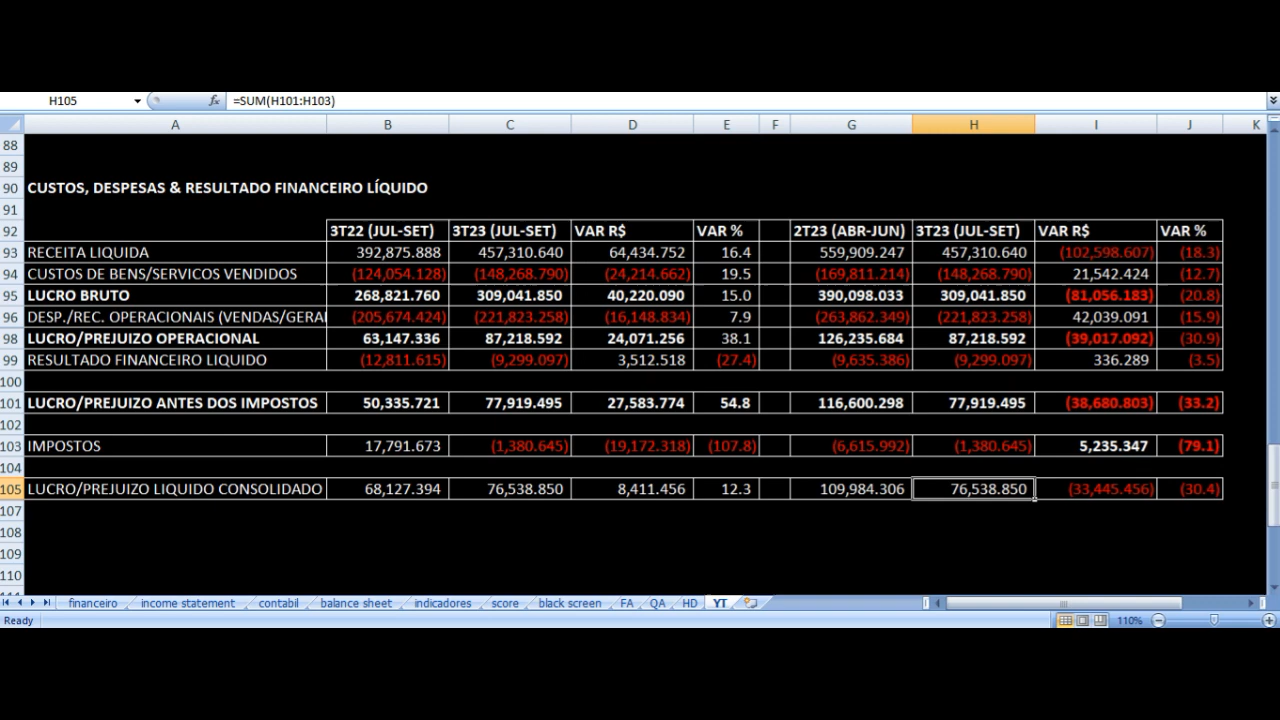 H105 fx =SUM(H101:H103)
A B C D E F G H I J K
88
89
90 CUSTOS, DESPESAS & RESULTADO FINANCEIRO LÍQUIDO
91
92 3T22 (JUL-SET) 3T23 (JUL-SET) VAR R$ VAR % 2T23 (ABR-JUN) 3T23 (JUL-SET) VAR R$ VAR %
93 RECEITA LIQUIDA 392,875.888 457,310.640 64,434.752 16.4 559,909.247 457,310.640 (102,598.607) (18.3)
94 CUSTOS DE BENS/SERVICOS VENDIDOS (124,054.128) (148,268.790) (24,214.662) 19.5 (169,811.214) (148,268.790) 21,542.424 (12.7)
95 LUCRO BRUTO 268,821.760 309,041.850 40,220.090 15.0 390,098.033 309,041.850 (81,056.183) (20.8)
96 DESP./REC. OPERACIONAIS (VENDAS/GERAI (205,674.424) (221,823.258) (16,148.834) 7.9 (263,862.349) (221,823.258) 42,039.091 (15.9)
98 LUCRO/PREJUIZO OPERACIONAL 63,147.336 87,218.592 24,071.256 38.1 126,235.684 87,218.592 (39,017.092) (30.9)
99 RESULTADO FINANCEIRO LIQUIDO (12,811.615) (9,299.097) 3,512.518 (27.4) (9,635.386) (9,299.097) 336.289 (3.5)
100
101 LUCRO/PREJUIZO ANTES DOS IMPOSTOS 50,335.721 77,919.495 27,583.774 54.8 116,600.298 77,919.495 (38,680.803) (33.2)
102
103 IMPOSTOS 17,791.673 (1,380.645) (19,172.318) (107.8) (6,615.992) (1,380.645) 5,235.347 (79.1)
104
105 LUCRO/PREJUIZO LIQUIDO CONSOLIDADO 68,127.394 76,538.850 8,411.456 12.3 109,984.306 76,538.850 (33,445.456) (30.4)
107
108
109
110
financeiro income statement contabil balance sheet indicadores score black screen FA QA HD YT
Ready 110%